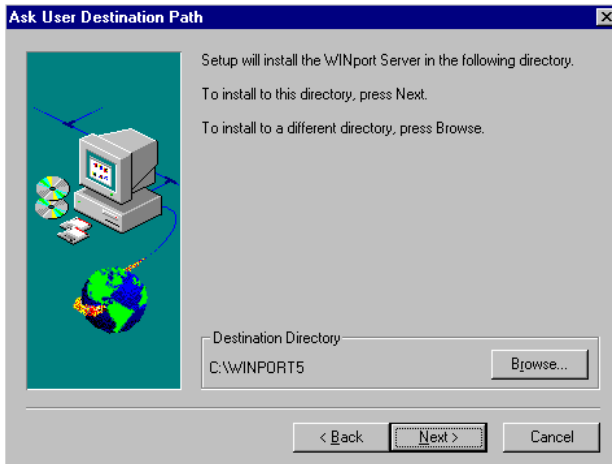 Ask User Destination Path
Setup will install the WINport Server in the following directory.
To install to this directory, press Next.
To install to a different directory, press Browse.
Destination Directory
C:\WINPORT5
Browse...
< Back
Next >
Cancel